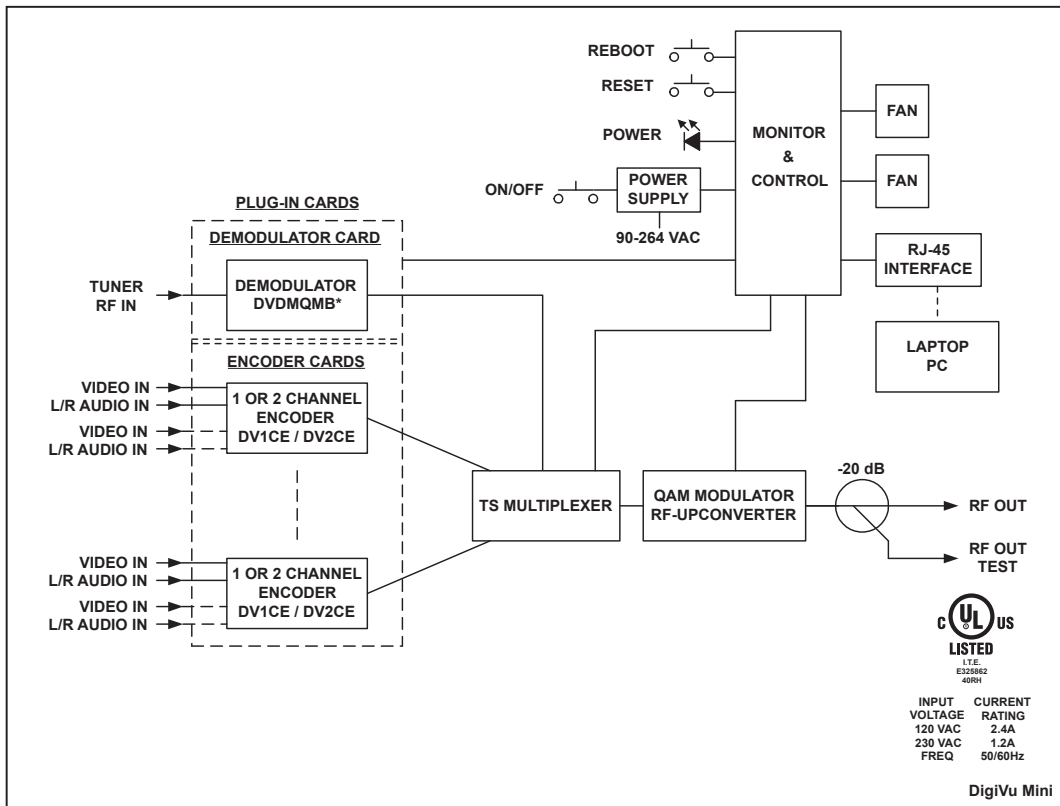 REBOOT
RESET
POWER
ON/OFF
POWER
SUPPLY
90-264 VAC
MONITOR
&
CONTROL
FAN
FAN
RJ-45
INTERFACE
LAPTOP
PC
PLUG-IN CARDS
DEMODULATOR CARD
TUNER
RF IN
DEMODULATOR
DVDMQMB*
ENCODER CARDS
VIDEO IN
L/R AUDIO IN
VIDEO IN
L/R AUDIO IN
1 OR 2 CHANNEL
ENCODER
DV1CE / DV2CE
VIDEO IN
L/R AUDIO IN
VIDEO IN
L/R AUDIO IN
1 OR 2 CHANNEL
ENCODER
DV1CE / DV2CE
TS MULTIPLEXER
QAM MODULATOR
RF-UPCONVERTER
-20 dB
RF OUT
RF OUT
TEST
C UL US
®
LISTED
I.T.E.
E325862
40RH
INPUT CURRENT
VOLTAGE RATING
120 VAC 2.4A
230 VAC 1.2A
FREQ 50/60Hz
DigiVu Mini